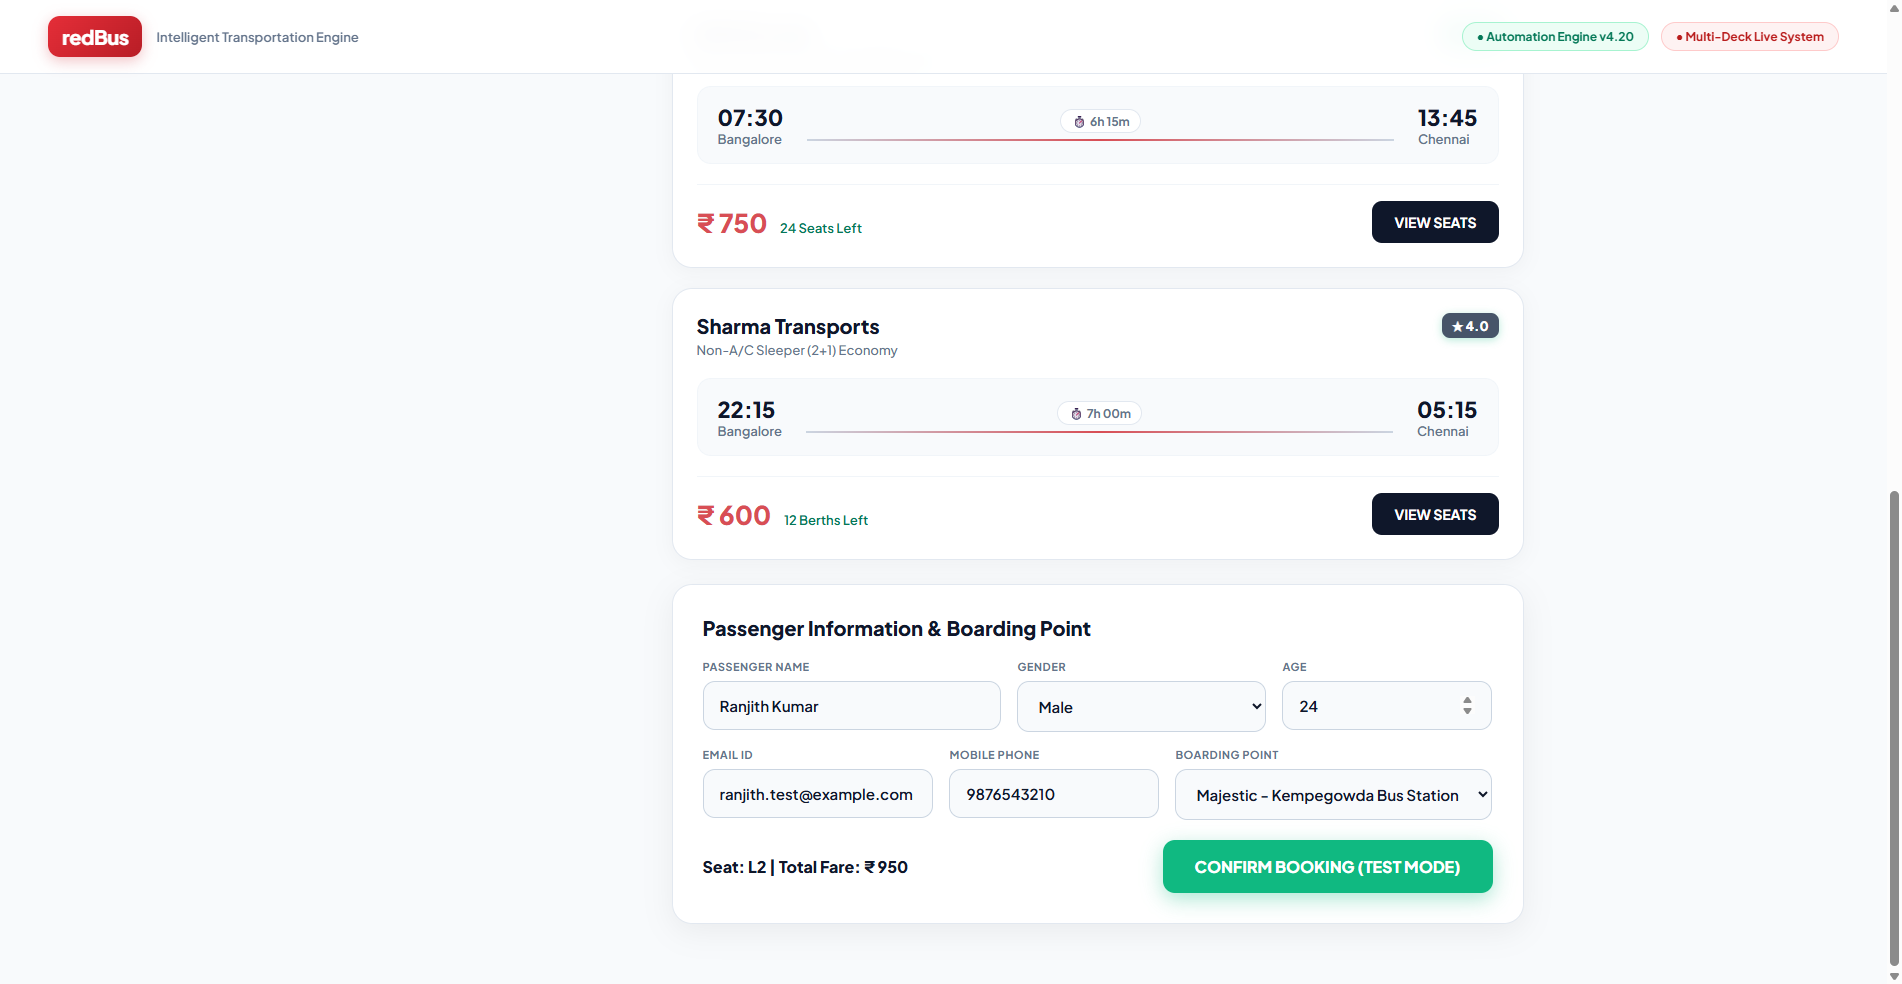 redBus
Intelligent Transportation Engine
● Automation Engine v4.20
● Multi-Deck Live System
07:30
Bangalore
⏱ 6h 15m
13:45
Chennai
₹ 750
24 Seats Left
VIEW SEATS
Sharma Transports
★ 4.0
Non-A/C Sleeper (2+1) Economy
22:15
Bangalore
⏱ 7h 00m
05:15
Chennai
₹ 600
12 Berths Left
VIEW SEATS
Passenger Information & Boarding Point
PASSENGER NAME
GENDER
AGE
Ranjith Kumar
Male
24
EMAIL ID
MOBILE PHONE
BOARDING POINT
ranjith.test@example.com
9876543210
Majestic - Kempegowda Bus Station
Seat: L2 | Total Fare: ₹ 950
CONFIRM BOOKING (TEST MODE)